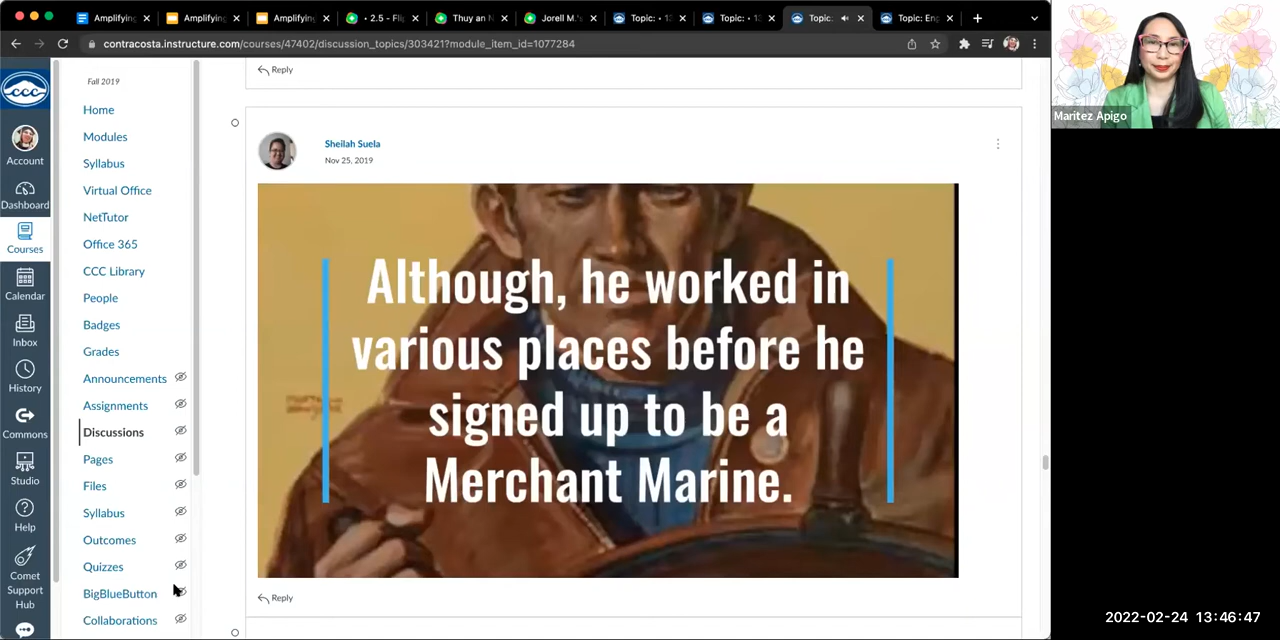 Amplifying
Amplifying
Amplifying
• 2.5 - Fli
Thuy an N
Jorell M.'s
Topic: • 1
Topic: • 1
Topic:
Topic: Eng
contracosta.instructure.com/courses/47402/discussion_topics/303421?module_item_id=1077284
CCC
Account
Dashboard
Courses
Calendar
Inbox
History
Commons
Studio
Help
Comet
Support
Hub
Fall 2019
Home
Modules
Syllabus
Virtual Office
NetTutor
Office 365
CCC Library
People
Badges
Grades
Announcements
Assignments
Discussions
Pages
Files
Syllabus
Outcomes
Quizzes
BigBlueButton
Collaborations
Reply
Sheilah Suela
Nov 25, 2019
Although, he worked in
various places before he
signed up to be a
Merchant Marine.
Reply
Maritez Apigo
2022-02-24 13:46:47